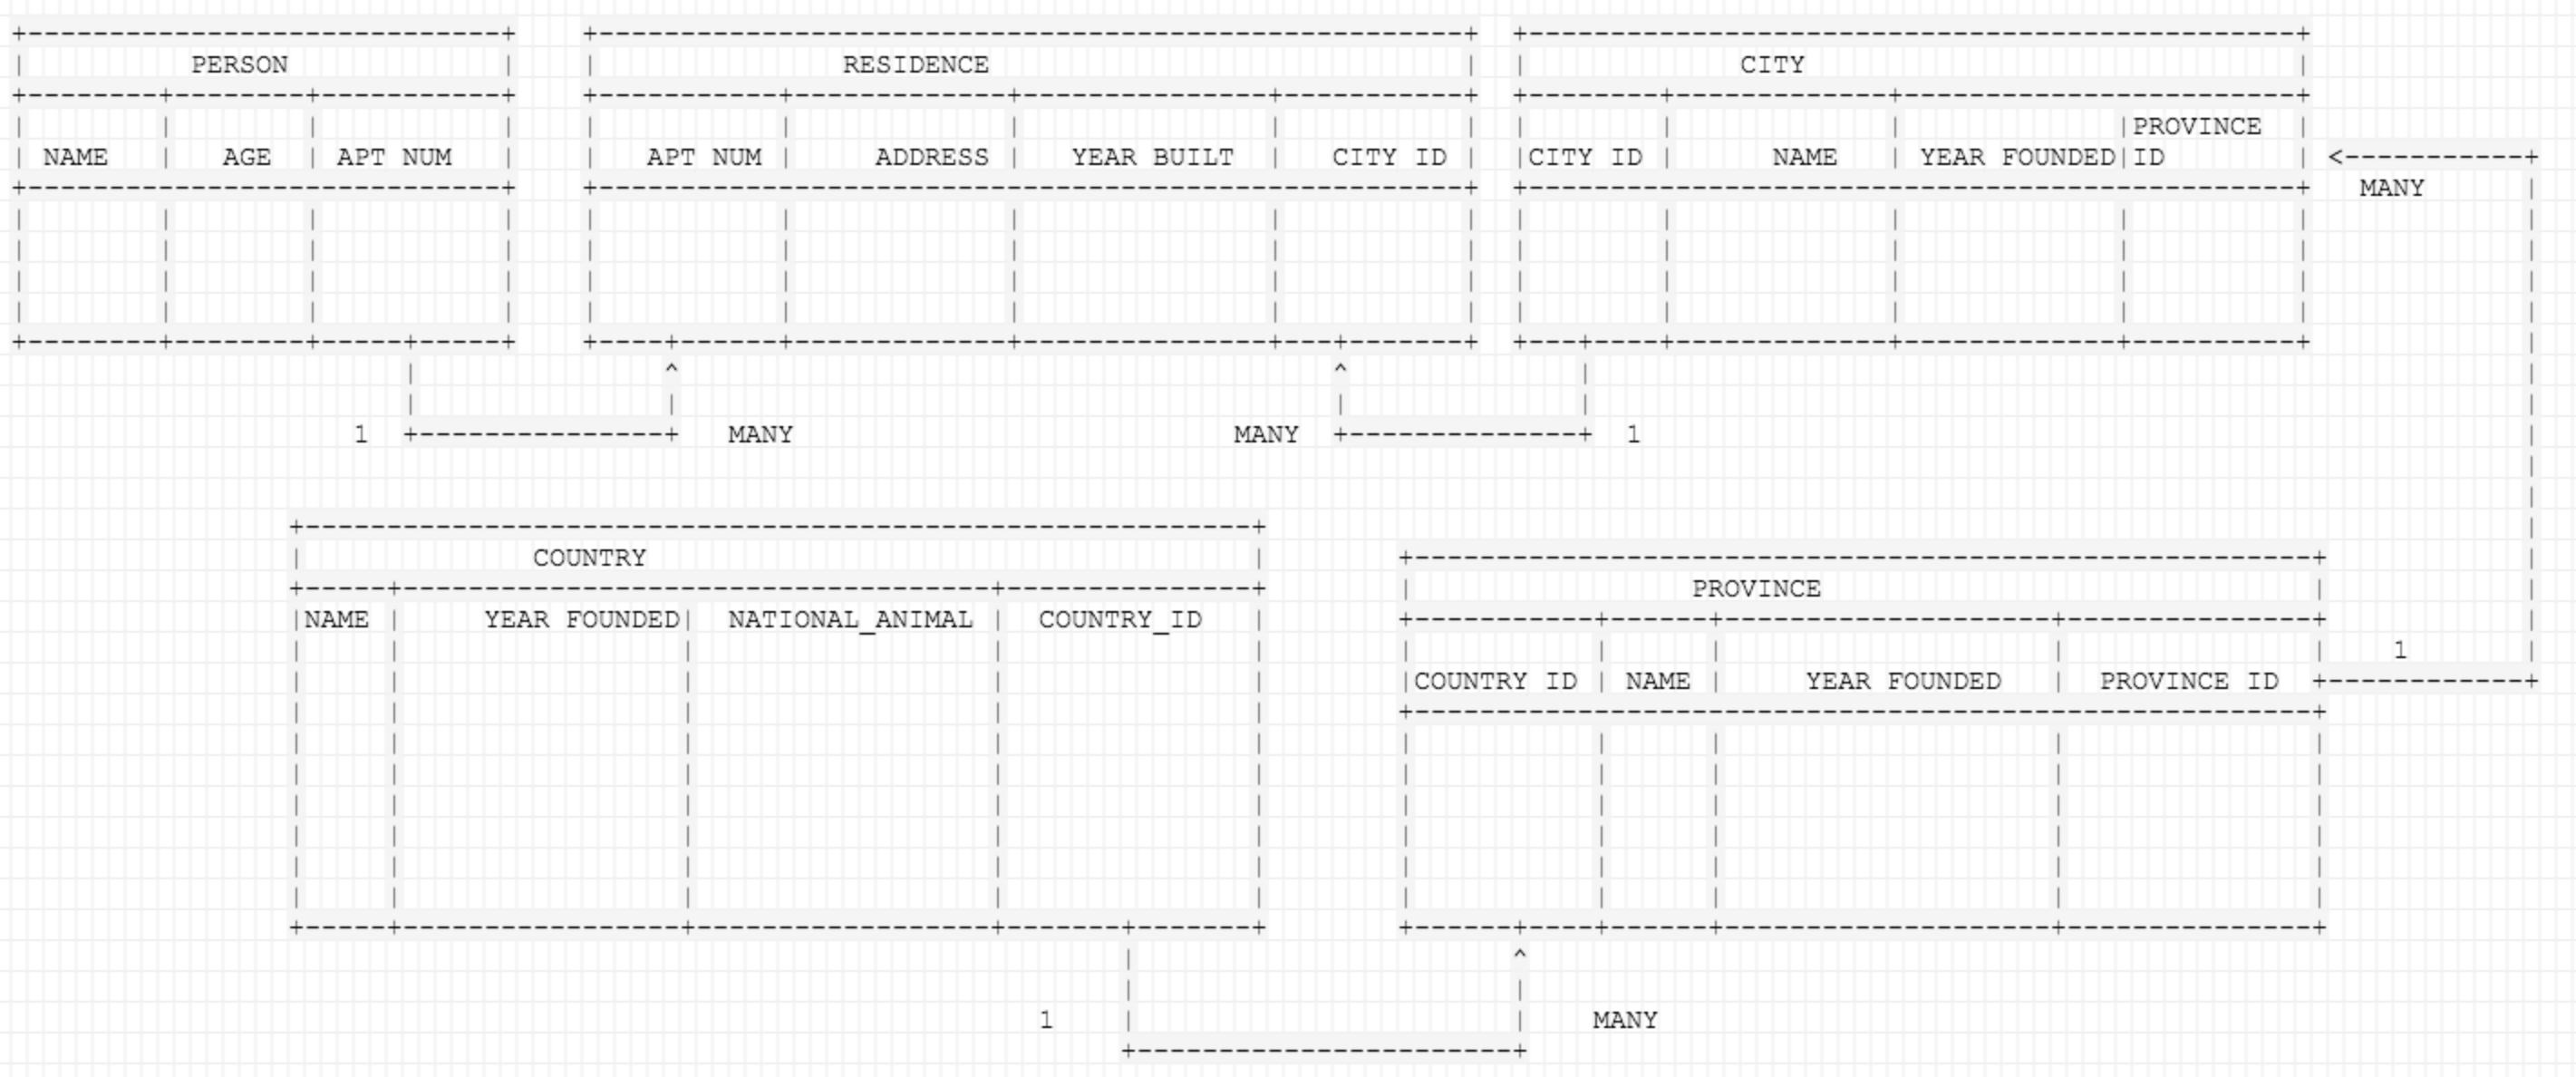 PERSON
NAME AGE APT NUM
RESIDENCE
APT NUM ADDRESS YEAR BUILT CITY ID
CITY
CITY ID NAME YEAR FOUNDED PROVINCE
ID
MANY
1 MANY
MANY 1
COUNTRY
NAME YEAR FOUNDED NATIONAL_ANIMAL COUNTRY_ID
PROVINCE
COUNTRY ID NAME YEAR FOUNDED PROVINCE ID
1
1 MANY